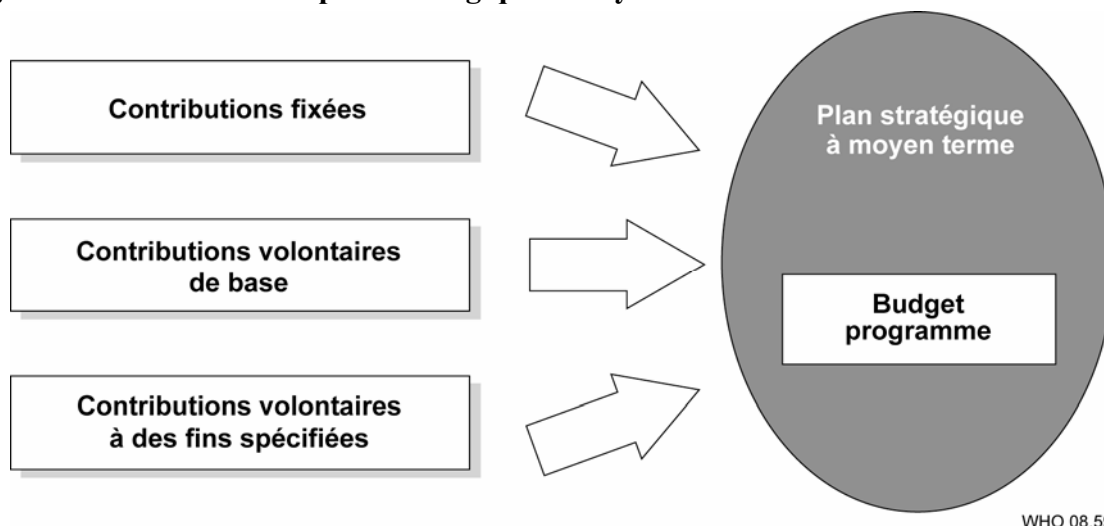 Contributions fixées
Contributions volontaires
de base
Contributions volontaires
à des fins spécifiées
Plan stratégique
à moyen terme
Budget
programme
WHO 08.5